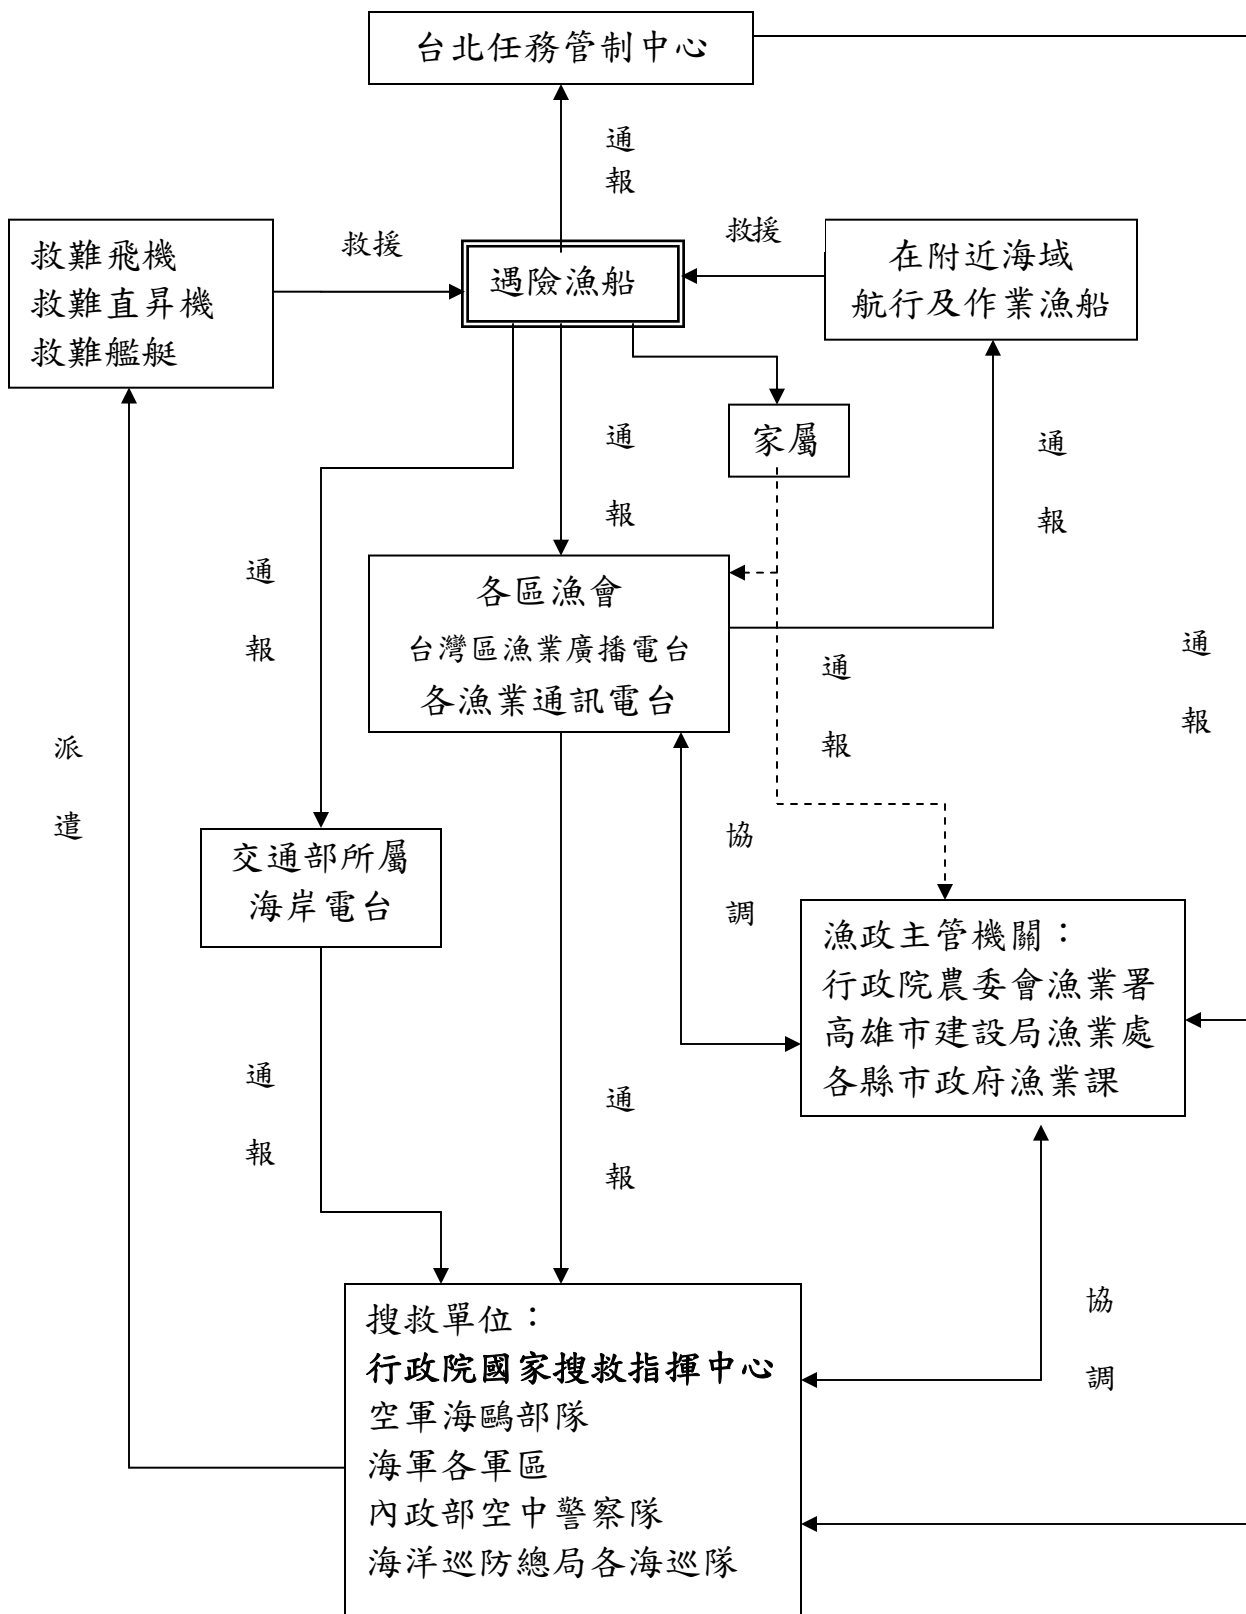 台北任務管制中心
通
報
救難飛機
救難直昇機
救難艦艇
救援
遇險漁船
救援
在附近海域
航行及作業漁船
家屬
通
報
通
報
通
報
各區漁會
台灣區漁業廣播電台
各漁業通訊電台
通
報
通
報
派
遣
協
調
交通部所屬
海岸電台
漁政主管機關：
行政院農委會漁業署
高雄市建設局漁業處
各縣市政府漁業課
通
報
通
報
協
調
搜救單位：
行政院國家搜救指揮中心
空軍海鷗部隊
海軍各軍區
內政部空中警察隊
海洋巡防總局各海巡隊